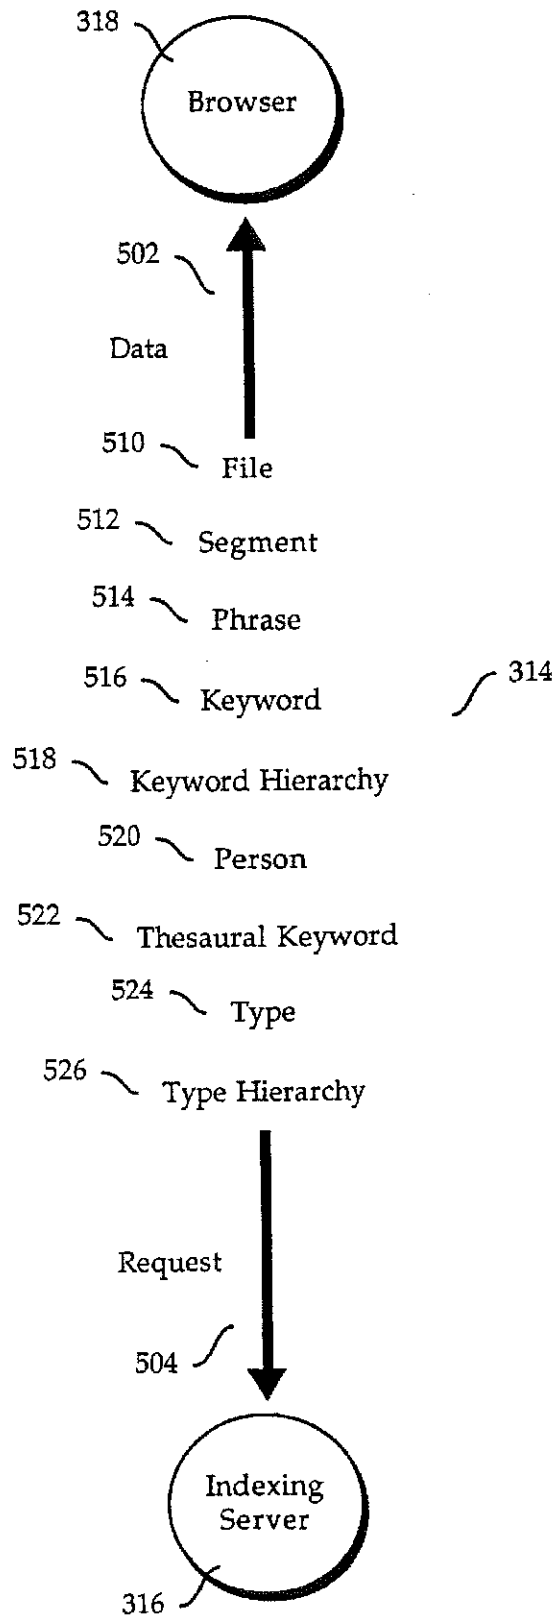 318
Browser
502
Data
510
File
512
Segment
514
Phrase
516
Keyword
314
518
Keyword Hierarchy
520
Person
522
Thesaural Keyword
524
Type
526
Type Hierarchy
Request
504
Indexing
Server
316